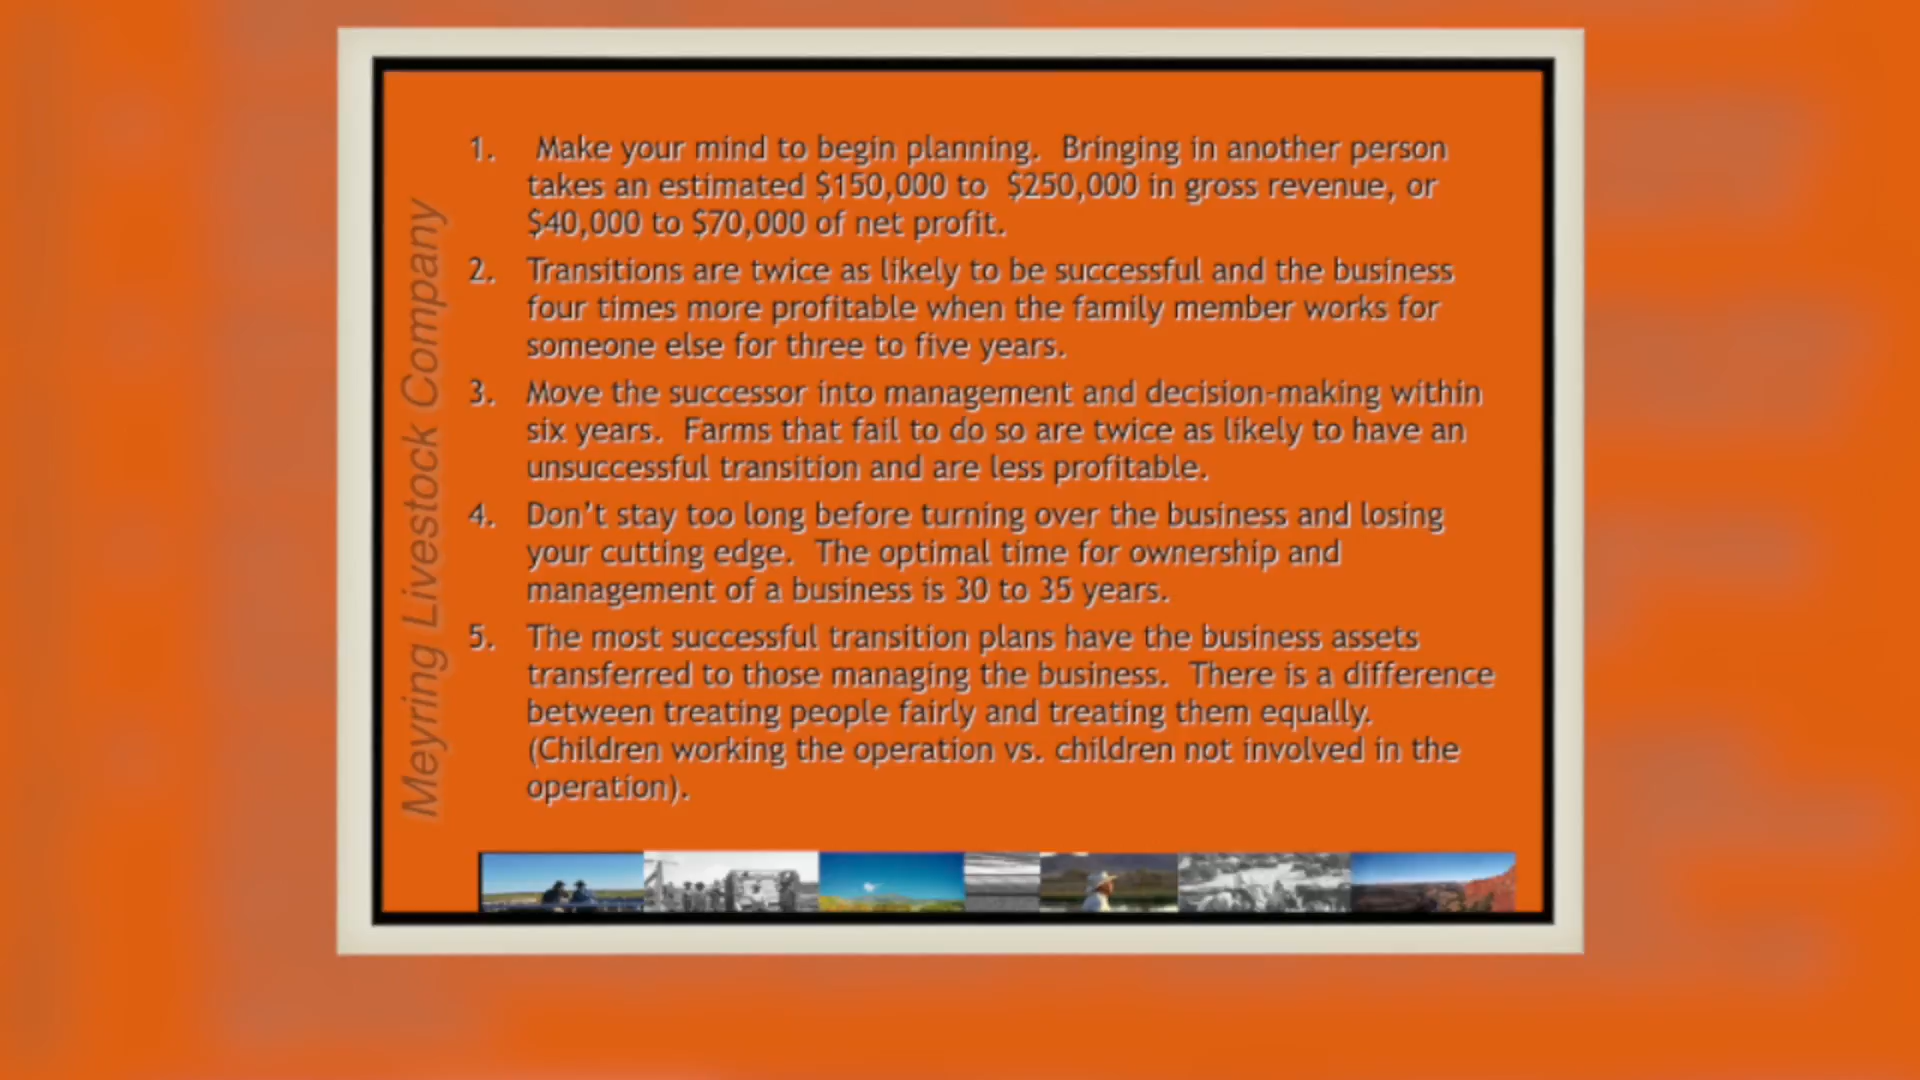 Meyring Livestock Company
1. Make your mind to begin planning. Bringing in another person
takes an estimated $150,000 to $250,000 in gross revenue, or
$40,000 to $70,000 of net profit.
2. Transitions are twice as likely to be successful and the business
four times more profitable when the family member works for
someone else for three to five years.
3. Move the successor into management and decision-making within
six years. Farms that fail to do so are twice as likely to have an
unsuccessful transition and are less profitable.
4. Don't stay too long before turning over the business and losing
your cutting edge. The optimal time for ownership and
management of a business is 30 to 35 years.
5. The most successful transition plans have the business assets
transferred to those managing the business. There is a difference
between treating people fairly and treating them equally.
(Children working the operation vs. children not involved in the
operation).